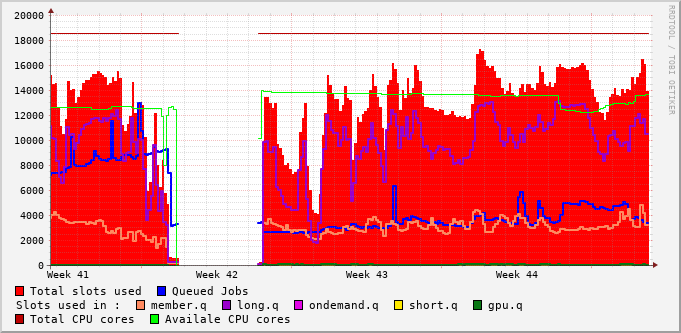 20000
18000
16000
14000
12000
10000
8000
6000
4000
2000
0
Week 41 Week 42 Week 43 Week 44
Total slots used Queued Jobs
Slots used in : member.q long.q ondemand.q short.q gpu.q
Total CPU cores Availale CPU cores
RRDTOOL / TOBI OETIKER